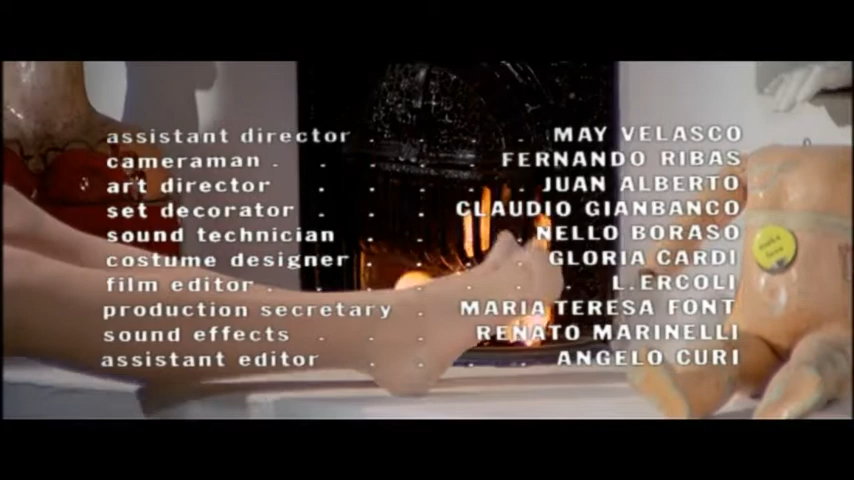 assistant director . . . . MAY VELASCO
cameraman . . . . . FERNANDO RIBAS
art director . . . . . JUAN ALBERTO
set decorator . . . CLAUDIO GIANBANCO
sound technician . . . . NELLO BORASO
costume designer . . . . GLORIA CARDI
film editor . . . . . . L.ERCOLI
production secretary . MARIA TERESA FONT
sound effects . . . RENATO MARINELLI
assistant editor . . . . ANGELO CURI
make
love